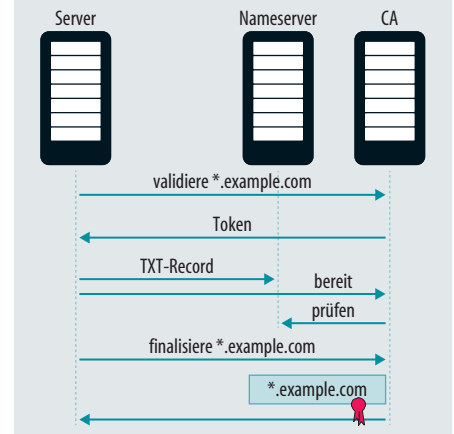 Server Nameserver CA
validiere *.example.com
Token
TXT-Record
bereit
prüfen
finalisiere *.example.com
*.example.com